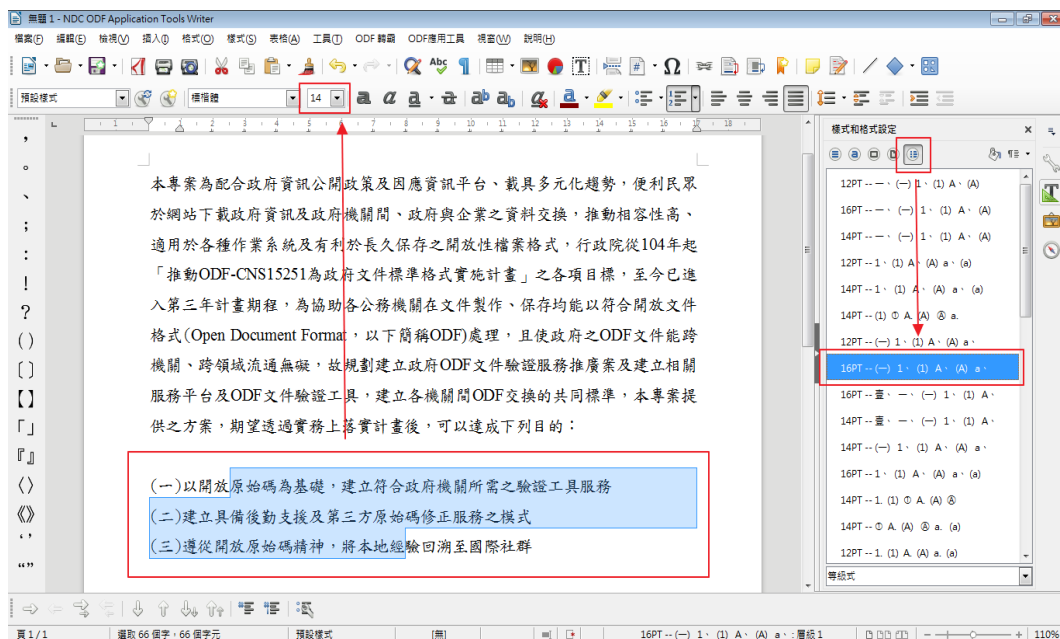 無題 1 - NDC ODF Application Tools Writer
檔案(F) 編輯(E) 檢視(V) 插入(I) 格式(O) 樣式(S) 表格(A) 工具(T) ODF 轉廠 ODF應用工具 視窗(W) 說明(H)
預設樣式 標楷體 14
樣式和格式設定
12PT -- 一、(一) 1、(1) A、(A)
16PT -- 一、 (一) 1、 (1) A、 (A)
14PT -- 一、 (一) 1、 (1) A、 (A)
12PT -- 1、(1) A、(A) a、(a)
14PT -- 1、 (1) A、 (A) a、 (a)
14PT -- (1) ① A. (A) Ⓐ a.
12PT -- (一) 1、(1) A、(A) a、
16PT -- (一) 1、 (1) A、 (A) a、
16PT -- 壹、 一、 (一) 1、 (1) A、
14PT -- 壹、 一、 (一) 1、 (1) A、
14PT -- (一) 1、 (1) A、 (A) a、
16PT -- 1、 (1) A、 (A) a、 (a)
14PT -- 1. (1) ① A. (A) Ⓐ
14PT -- ① A. (A) Ⓐ a. (a)
12PT -- 1. (1) A. (A) a. (a)
等級式
本專案為配合政府資訊公開政策及因應資訊平台、載具多元化趨勢，便利民眾
於網站下載政府資訊及政府機關間、政府與企業之資料交換，推動相容性高、
適用於各種作業系統及有利於長久保存之開放性檔案格式，行政院從104年起
「推動ODF-CNS15251為政府文件標準格式實施計畫」之各項目標，至今已進
入第三年計畫期程，為協助各公務機關在文件製作、保存均能以符合開放文件
格式(Open Document Format，以下簡稱ODF)處理，且使政府之ODF文件能跨
機關、跨領域流通無礙，故規劃建立政府ODF文件驗證服務推廣案及建立相關
服務平台及ODF文件驗證工具，建立各機關間ODF交換的共同標準，本專案提
供之方案，期望透過實務上落實計畫後，可以達成下列目的：
(一)以開放原始碼為基礎，建立符合政府機關所需之驗證工具服務
(二)建立具備後勤支援及第三方原始碼修正服務之模式
(三)遵從開放原始碼精神，將本地經驗回溯至國際社群
頁 1 / 1 選取 66 個字，66 個字元 預設樣式 [無] 16PT -- (一) 1、 (1) A、 (A) a、 : 層級 1 110%